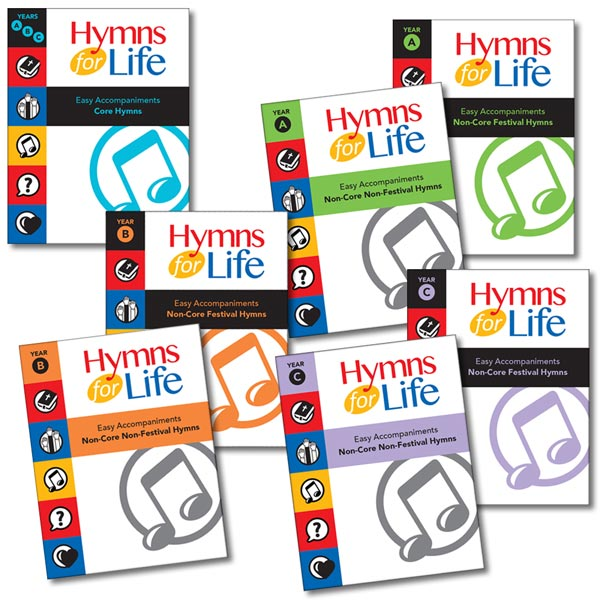 YEARS
A B C
Hymns
for Life
Easy Accompaniments
Core Hymns
?
YEAR
A
Hymns
for Life
Easy Accompaniments
Non-Core Festival Hymns
YEAR
A
Hymns
for Life
Easy Accompaniments
Non-Core Non-Festival Hymns
?
YEAR
B
Hymns
for Life
Easy Accompaniments
Non-Core Festival Hymns
YEAR
C
Hymns
for Life
Easy Accompaniments
Non-Core Festival Hymns
YEAR
B
Hymns
for Life
Easy Accompaniments
Non-Core Non-Festival Hymns
?
YEAR
C
Hymns
for Life
Easy Accompaniments
Non-Core Non-Festival Hymns
?